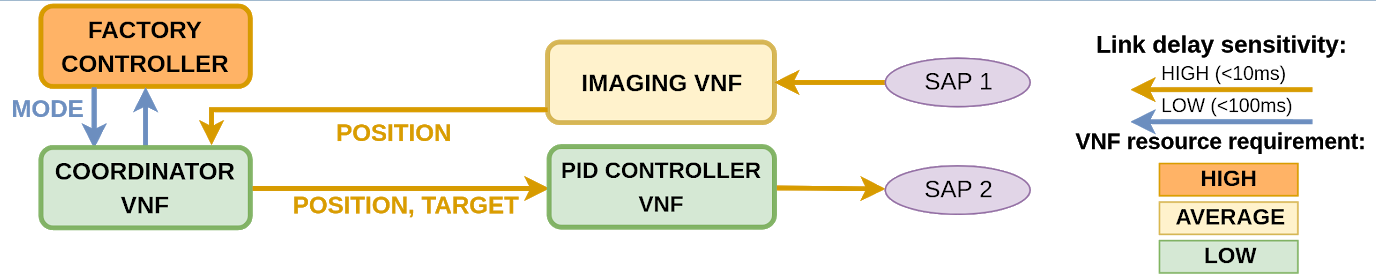 FACTORY
CONTROLLER
MODE
COORDINATOR
VNF
POSITION
POSITION, TARGET
IMAGING VNF
PID CONTROLLER
VNF
SAP 1
SAP 2
Link delay sensitivity:
HIGH (<10ms)
LOW (<100ms)
VNF resource requirement:
HIGH
AVERAGE
LOW